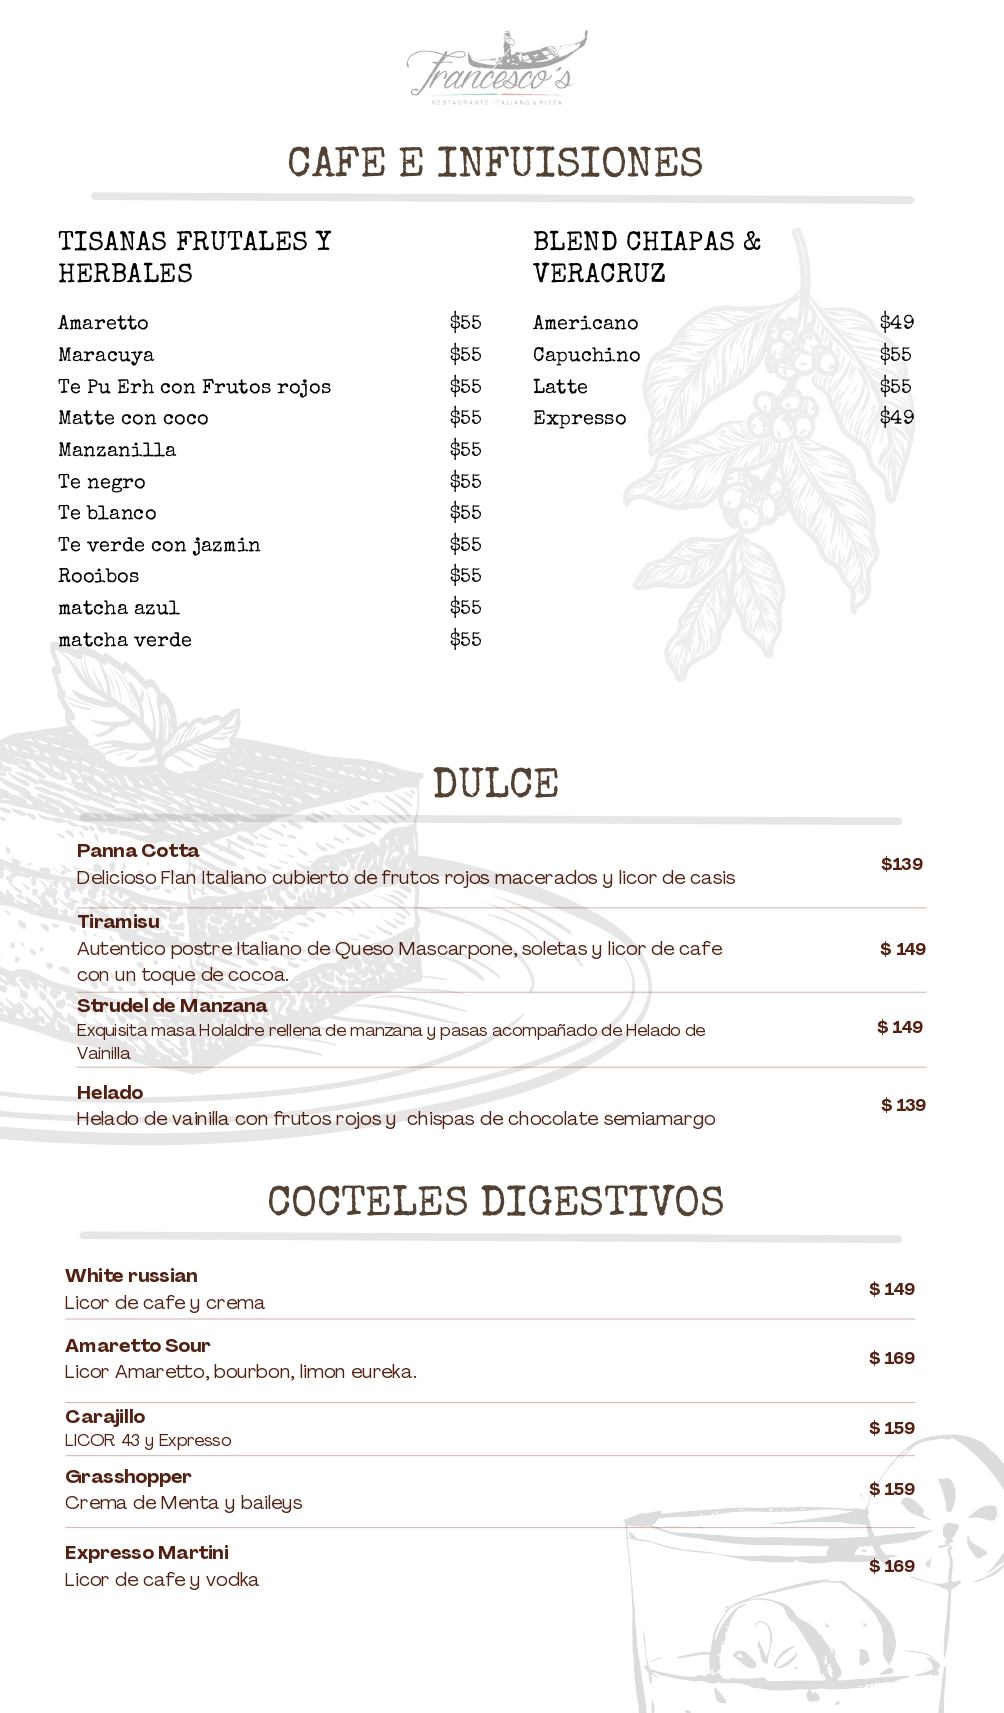 Francesco's
RESTAURANTE ITALIANO & PIZZA
CAFE E INFUISIONES
TISANAS FRUTALES Y
HERBALES
Amaretto $55
Maracuya $55
Te Pu Erh con Frutos rojos $55
Matte con coco $55
Manzanilla $55
Te negro $55
Te blanco $55
Te verde con jazmin $55
Rooibos $55
matcha azul $55
matcha verde $55
BLEND CHIAPAS &
VERACRUZ
Americano $49
Capuchino $55
Latte $55
Expresso $49
DULCE
Panna Cotta
Delicioso Flan Italiano cubierto de frutos rojos macerados y licor de casis
$139
Tiramisu
Autentico postre Italiano de Queso Mascarpone, soletas y licor de cafe
con un toque de cocoa.
$ 149
Strudel de Manzana
Exquisita masa Holaldre rellena de manzana y pasas acompañado de Helado de
Vainilla
$ 149
Helado
Helado de vainilla con frutos rojos y chispas de chocolate semiamargo
$ 139
COCTELES DIGESTIVOS
White russian
Licor de cafe y crema
$ 149
Amaretto Sour
Licor Amaretto, bourbon, limon eureka.
$ 169
Carajillo
LICOR 43 y Expresso
$ 159
Grasshopper
Crema de Menta y baileys
$ 159
Expresso Martini
Licor de cafe y vodka
$ 169